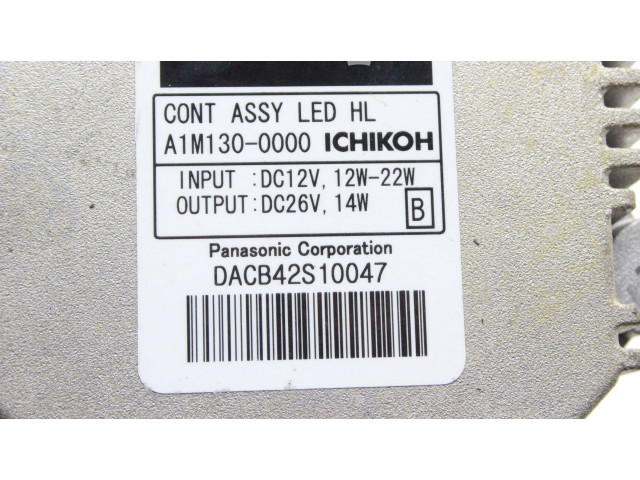 CONT ASSY LED HL
A1M130-0000 ICHIKOH
INPUT :DC12V, 12W-22W
OUTPUT:DC26V, 14W B
Panasonic Corporation
DACB42S10047